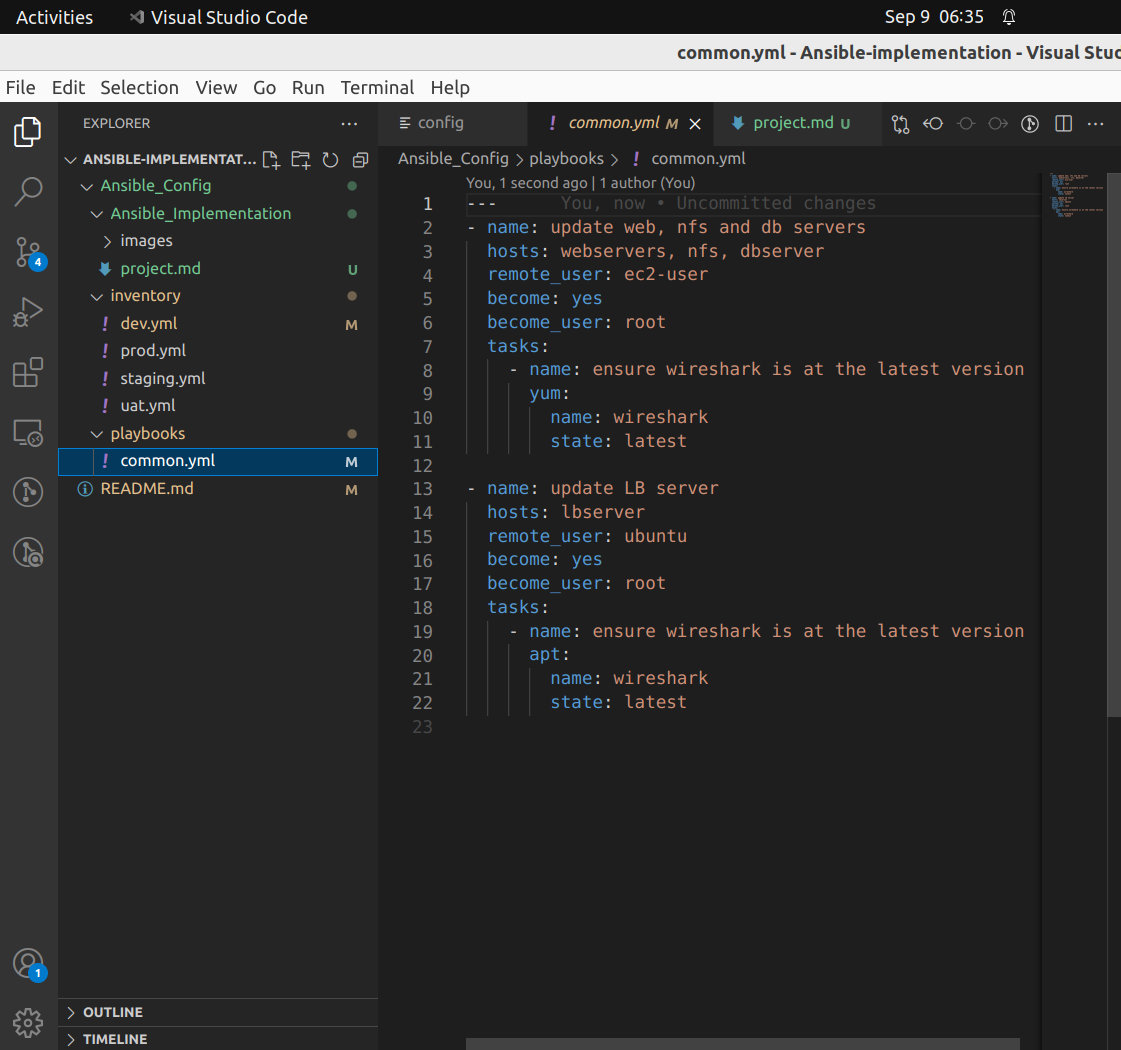 Activities Visual Studio Code Sep 9 06:35
common.yml - Ansible-implementation - Visual Stuc
File Edit Selection View Go Run Terminal Help
EXPLORER ...
ANSIBLE-IMPLEMENTAT...
Ansible_Config
Ansible_Implementation
images
project.md U
inventory
dev.yml M
prod.yml
staging.yml
uat.yml
playbooks
common.yml M
README.md M
OUTLINE
TIMELINE
4
1
config ! common.yml M × project.md U ...
Ansible_Config > playbooks > ! common.yml
You, 1 second ago | 1 author (You)
1 --- You, now • Uncommitted changes
2 - name: update web, nfs and db servers
3   hosts: webservers, nfs, dbserver
4   remote_user: ec2-user
5   become: yes
6   become_user: root
7   tasks:
8     - name: ensure wireshark is at the latest version
9       yum:
10         name: wireshark
11         state: latest
12
13 - name: update LB server
14   hosts: lbserver
15   remote_user: ubuntu
16   become: yes
17   become_user: root
18   tasks:
19     - name: ensure wireshark is at the latest version
20       apt:
21         name: wireshark
22         state: latest
23